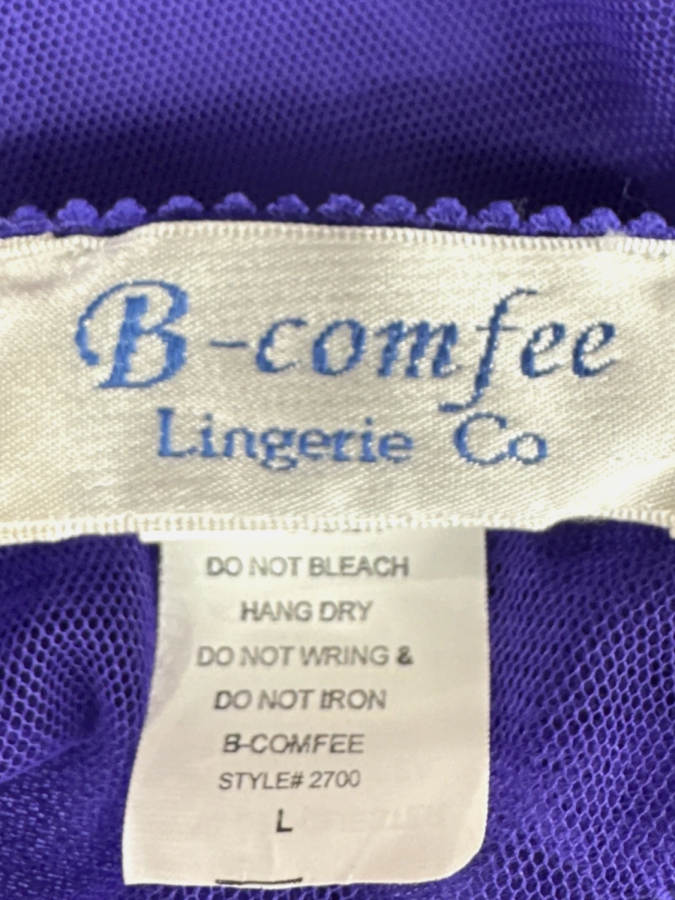 B-comfee
Lingerie Co
DO NOT BLEACH
HANG DRY
DO NOT WRING &
DO NOT IRON
B-COMFEE
STYLE# 2700
L